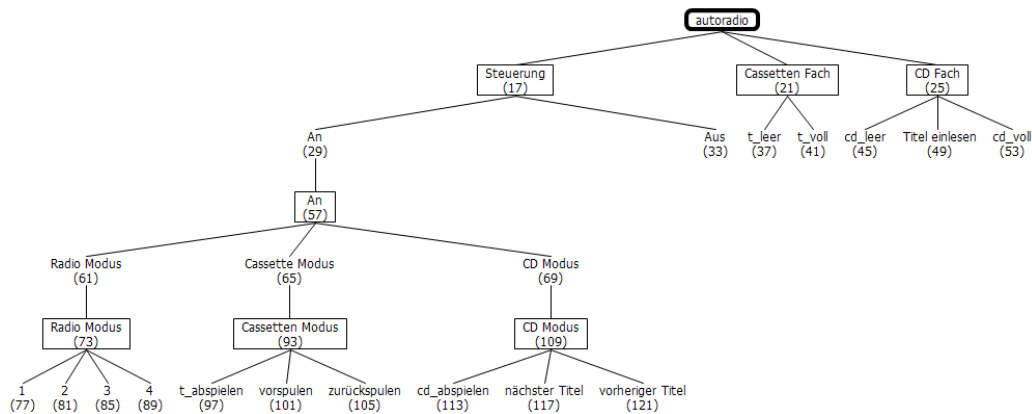 autoradio
Steuerung
(17)
Cassetten Fach
(21)
CD Fach
(25)
An
(29)
Aus
(33)
t_leer
(37)
t_voll
(41)
cd_leer
(45)
Titel einlesen
(49)
cd_voll
(53)
An
(57)
Radio Modus
(61)
Cassette Modus
(65)
CD Modus
(69)
Radio Modus
(73)
Cassetten Modus
(93)
CD Modus
(109)
1
(77)
2
(81)
3
(85)
4
(89)
t_abspielen
(97)
vorspulen
(101)
zurückspulen
(105)
cd_abspielen
(113)
nächster Titel
(117)
vorheriger Titel
(121)